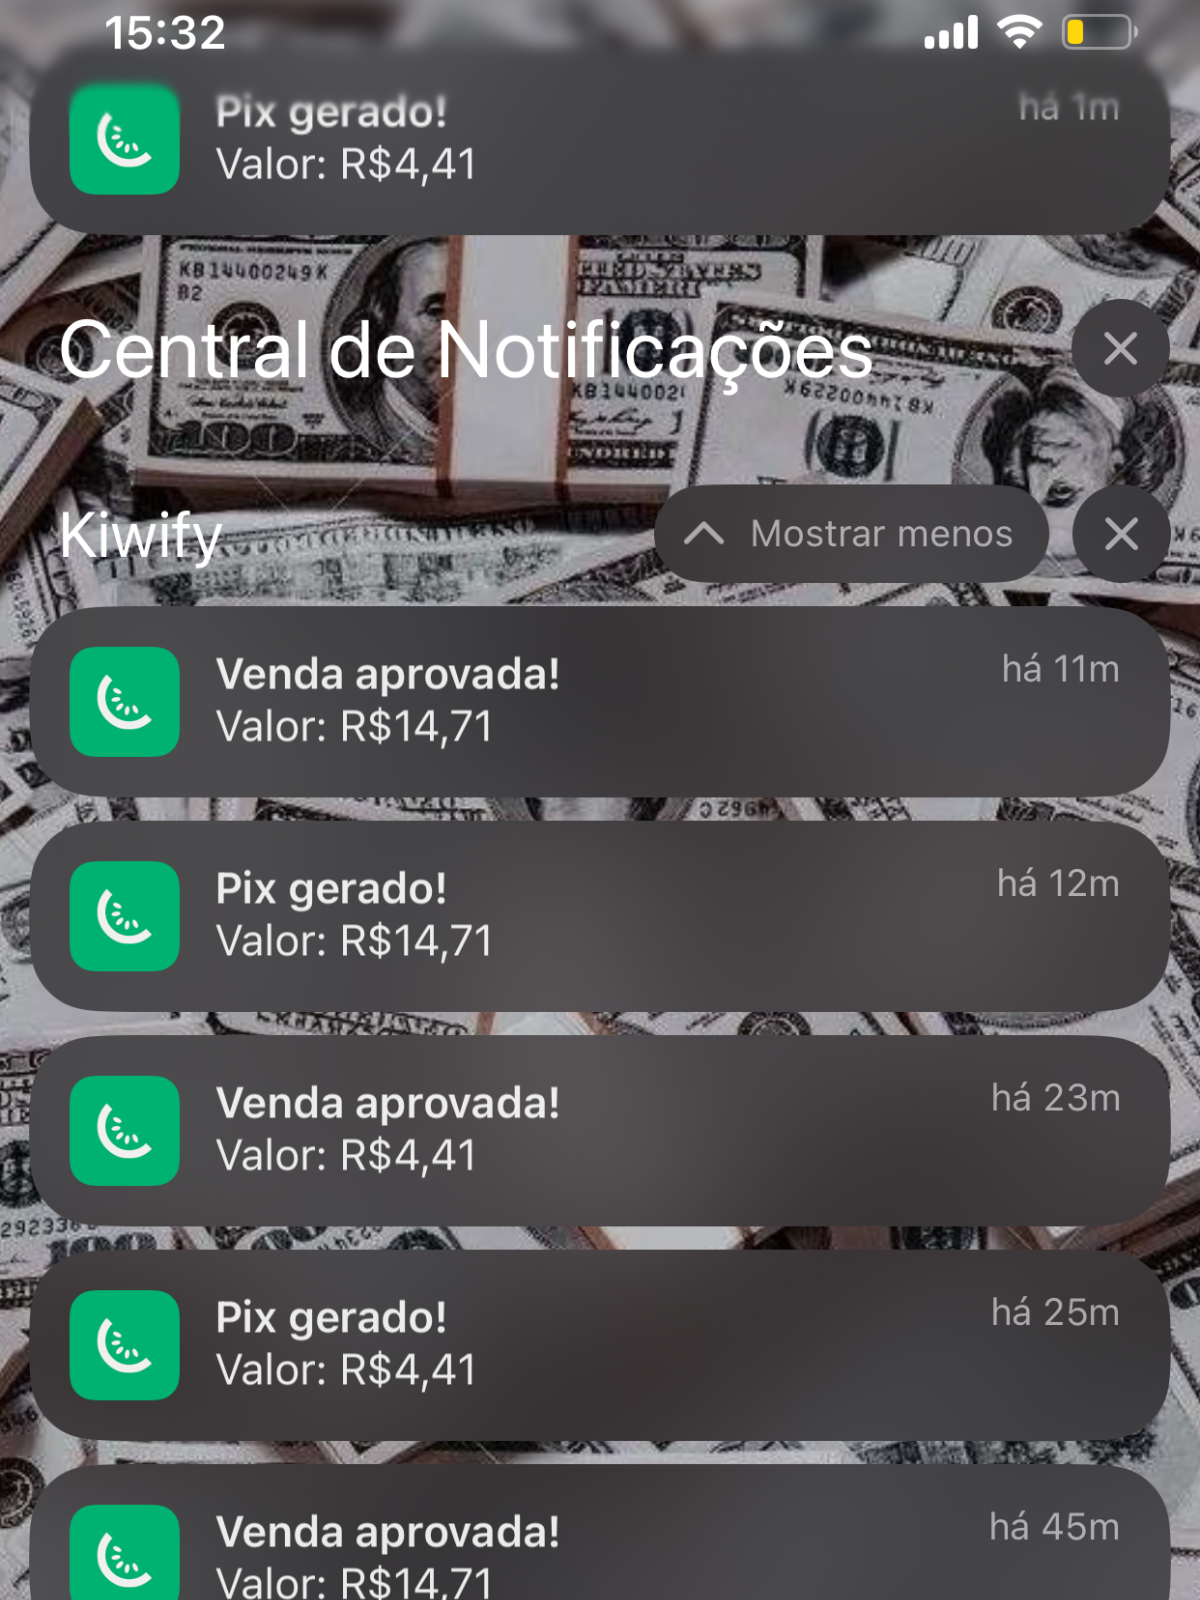 15:32
Pix gerado!
há 1m
Valor: R$4,41
KB14400249K
B2
Central de Notificações
Kiwify
Mostrar menos
Venda aprovada!
há 11m
Valor: R$14,71
Pix gerado!
há 12m
Valor: R$14,71
Venda aprovada!
há 23m
Valor: R$4,41
Pix gerado!
há 25m
Valor: R$4,41
Venda aprovada!
há 45m
Valor: R$14,71